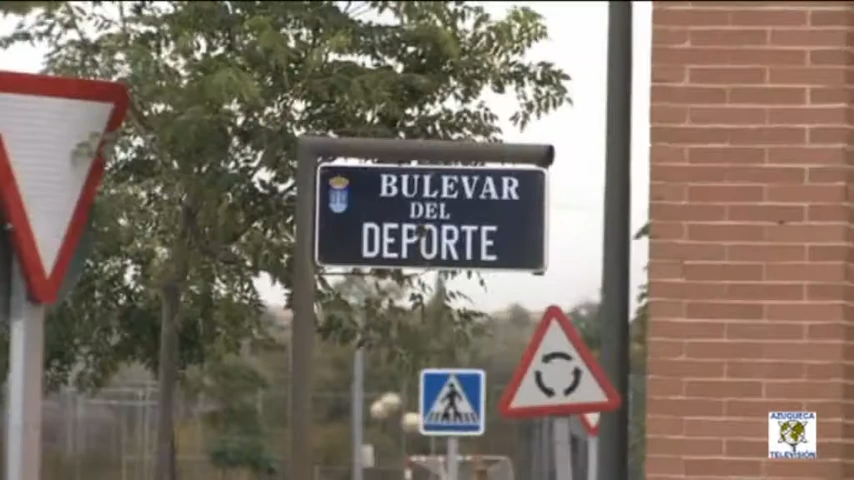 BULEVAR
DEL
DEPORTE
AZUQUECA
TELEVISIÓN